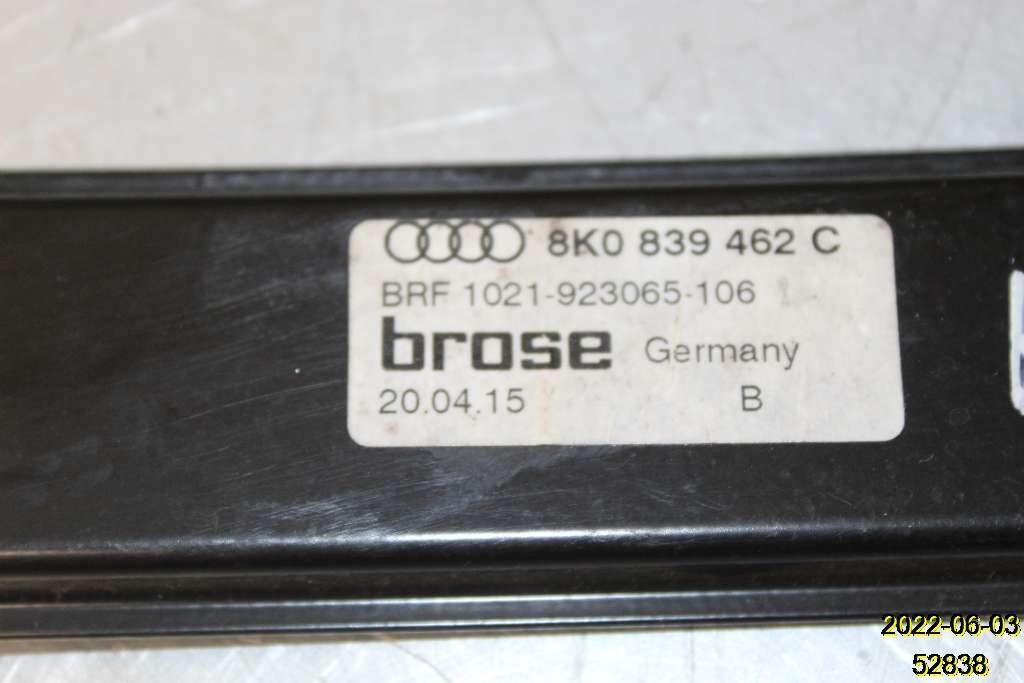 8K0 839 462 C
BRF 1021-923065-106
brose Germany
20.04.15 B
2022-06-03
52838